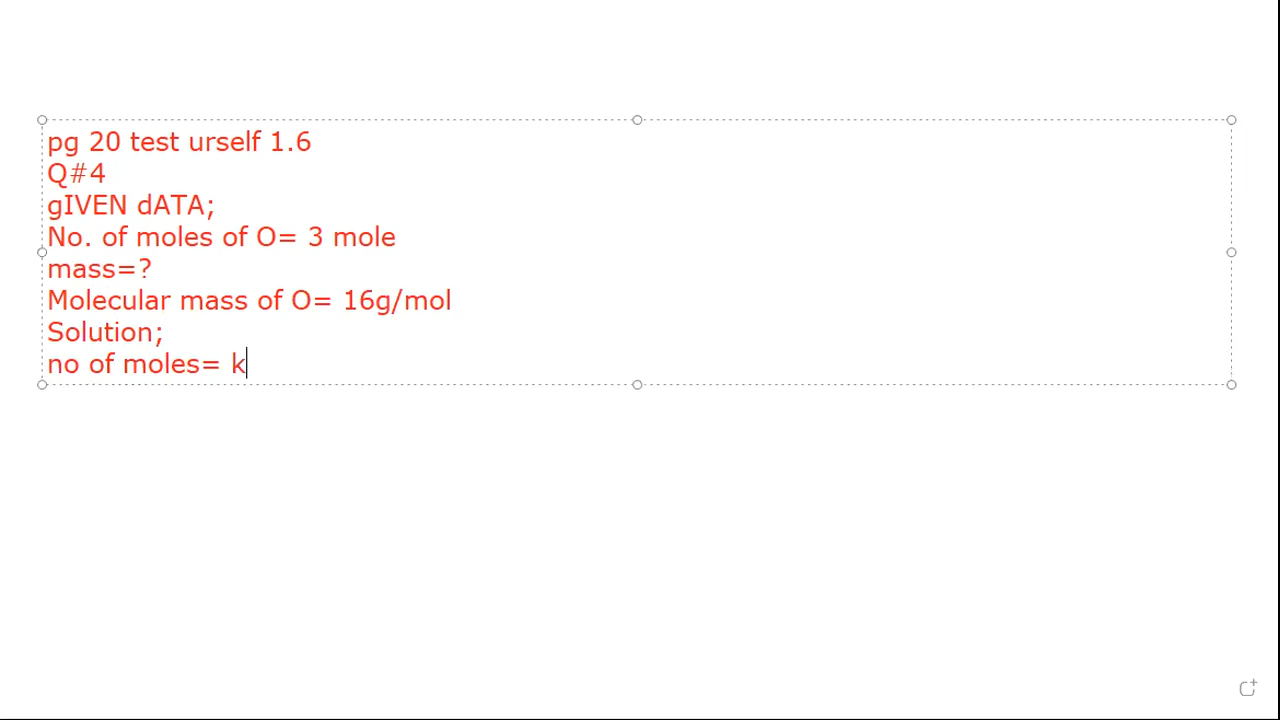 pg 20 test urself 1.6
Q#4
gIVEN dATA;
No. of moles of O= 3 mole
mass=?
Molecular mass of O= 16g/mol
Solution;
no of moles= k